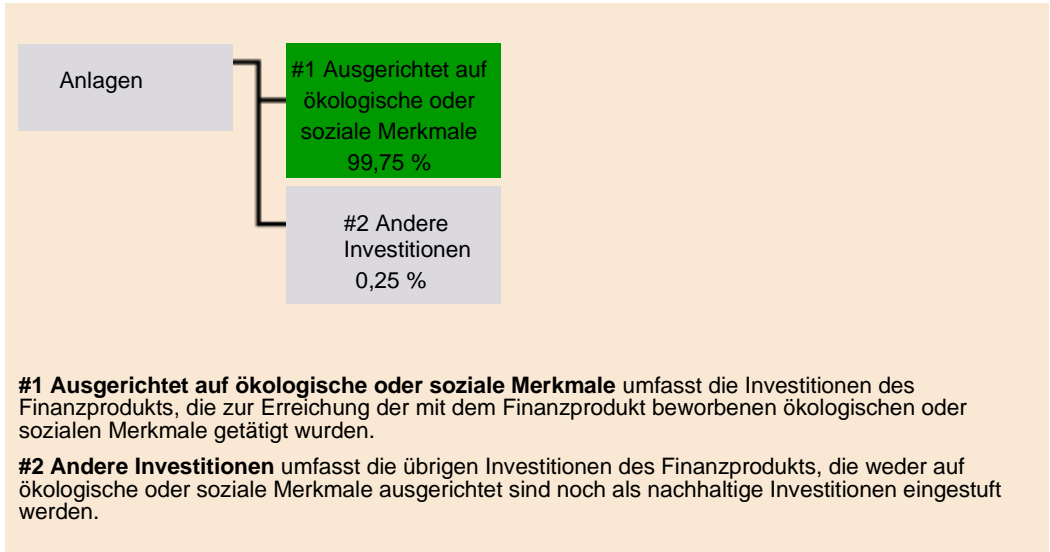 Anlagen
#1 Ausgerichtet auf
ökologische oder
soziale Merkmale
99,75 %
#2 Andere
Investitionen
0,25 %
#1 Ausgerichtet auf ökologische oder soziale Merkmale umfasst die Investitionen des
Finanzprodukts, die zur Erreichung der mit dem Finanzprodukt beworbenen ökologischen oder
sozialen Merkmale getätigt wurden.
#2 Andere Investitionen umfasst die übrigen Investitionen des Finanzprodukts, die weder auf
ökologische oder soziale Merkmale ausgerichtet sind noch als nachhaltige Investitionen eingestuft
werden.